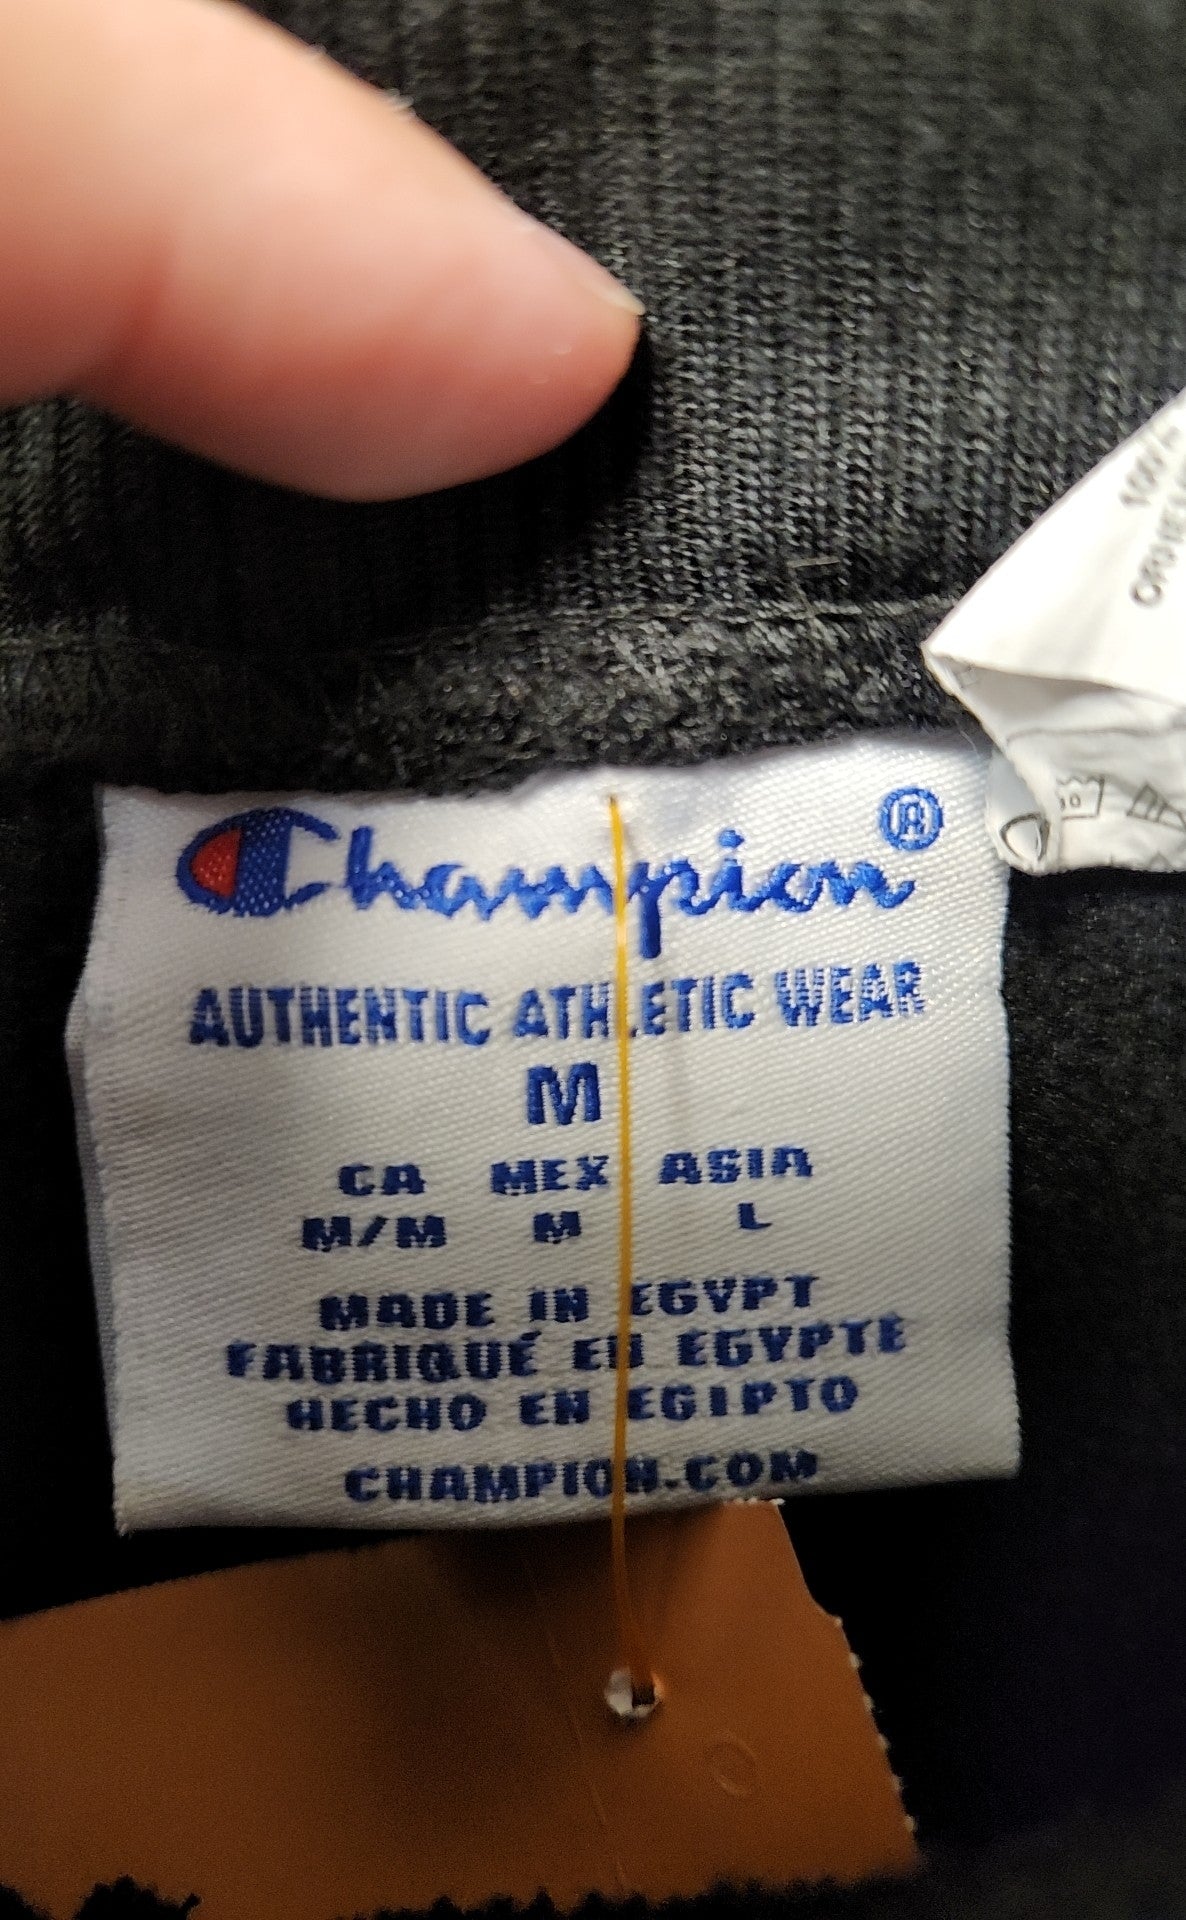 Champion®
AUTHENTIC ATHLETIC WEAR
M
CA MEX ASIA
M/M M L
MADE IN EGYPT
FABRIQUÉ EN EGYPTE
HECHO EN EGIPTO
CHAMPION.COM